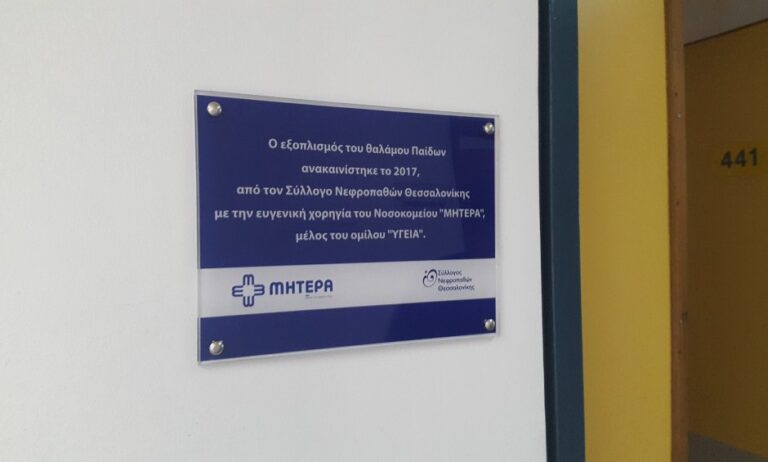 Ο εξοπλισμός του θαλάμου Παίδων
ανακαινίστηκε το 2017,
από τον Σύλλογο Νεφροπαθών Θεσσαλονίκης
με την ευγενική χορηγία του Νοσοκομείου "ΜΗΤΕΡΑ",
μέλος του ομίλου "ΥΓΕΙΑ".
ΜΗΤΕΡΑ
Σύλλογος
Νεφροπαθών
Θεσσαλονίκης
441